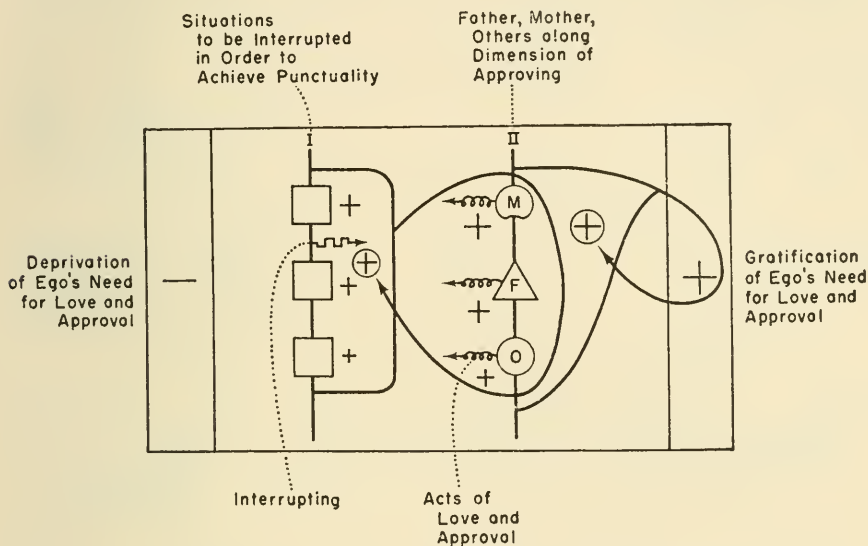 Situations
to be Interrupted
in Order to
Achieve Punctuality
Father, Mother,
Others along
Dimension of
Approving
I
II
M
F
O
Deprivation
of Ego's Need
for Love and
Approval
Gratification
of Ego's Need
for Love and
Approval
Interrupting
Acts of
Love and
Approval